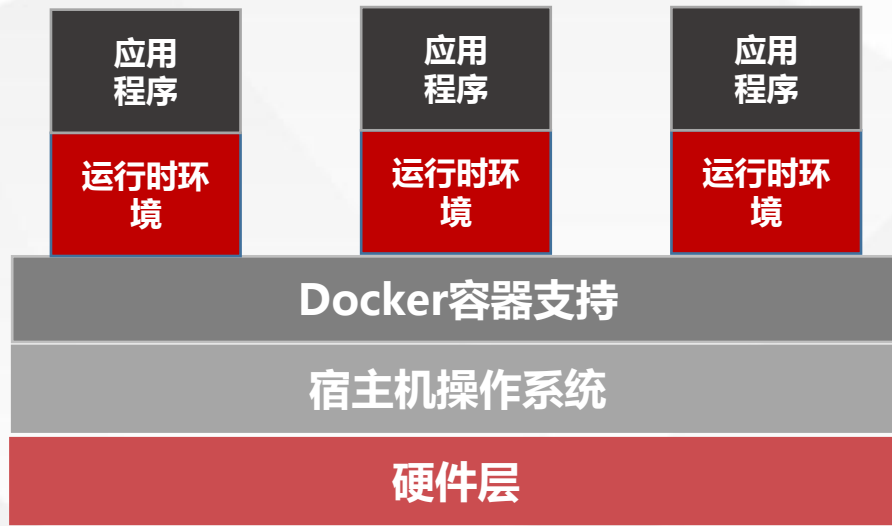 应用
程序
应用
程序
应用
程序
运行时环
境
运行时环
境
运行时环
境
Docker容器支持
宿主机操作系统
硬件层